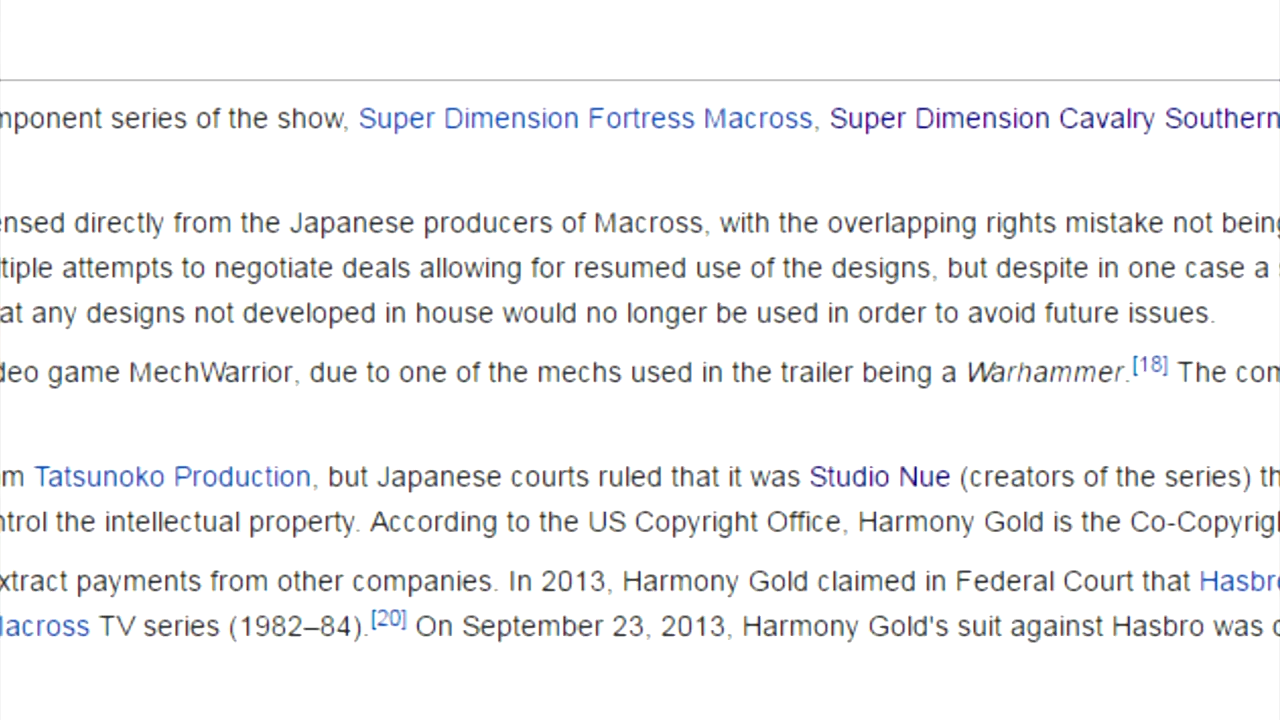 mponent series of the show, Super Dimension Fortress Macross, Super Dimension Cavalry Southern
ensed directly from the Japanese producers of Macross, with the overlapping rights mistake not being
tiple attempts to negotiate deals allowing for resumed use of the designs, but despite in one case a
at any designs not developed in house would no longer be used in order to avoid future issues.
deo game MechWarrior, due to one of the mechs used in the trailer being a Warhammer.[18] The com
m Tatsunoko Production, but Japanese courts ruled that it was Studio Nue (creators of the series) th
ntrol the intellectual property. According to the US Copyright Office, Harmony Gold is the Co-Copyrig
xtract payments from other companies. In 2013, Harmony Gold claimed in Federal Court that Hasbro
Macross TV series (1982–84).[20] On September 23, 2013, Harmony Gold's suit against Hasbro was